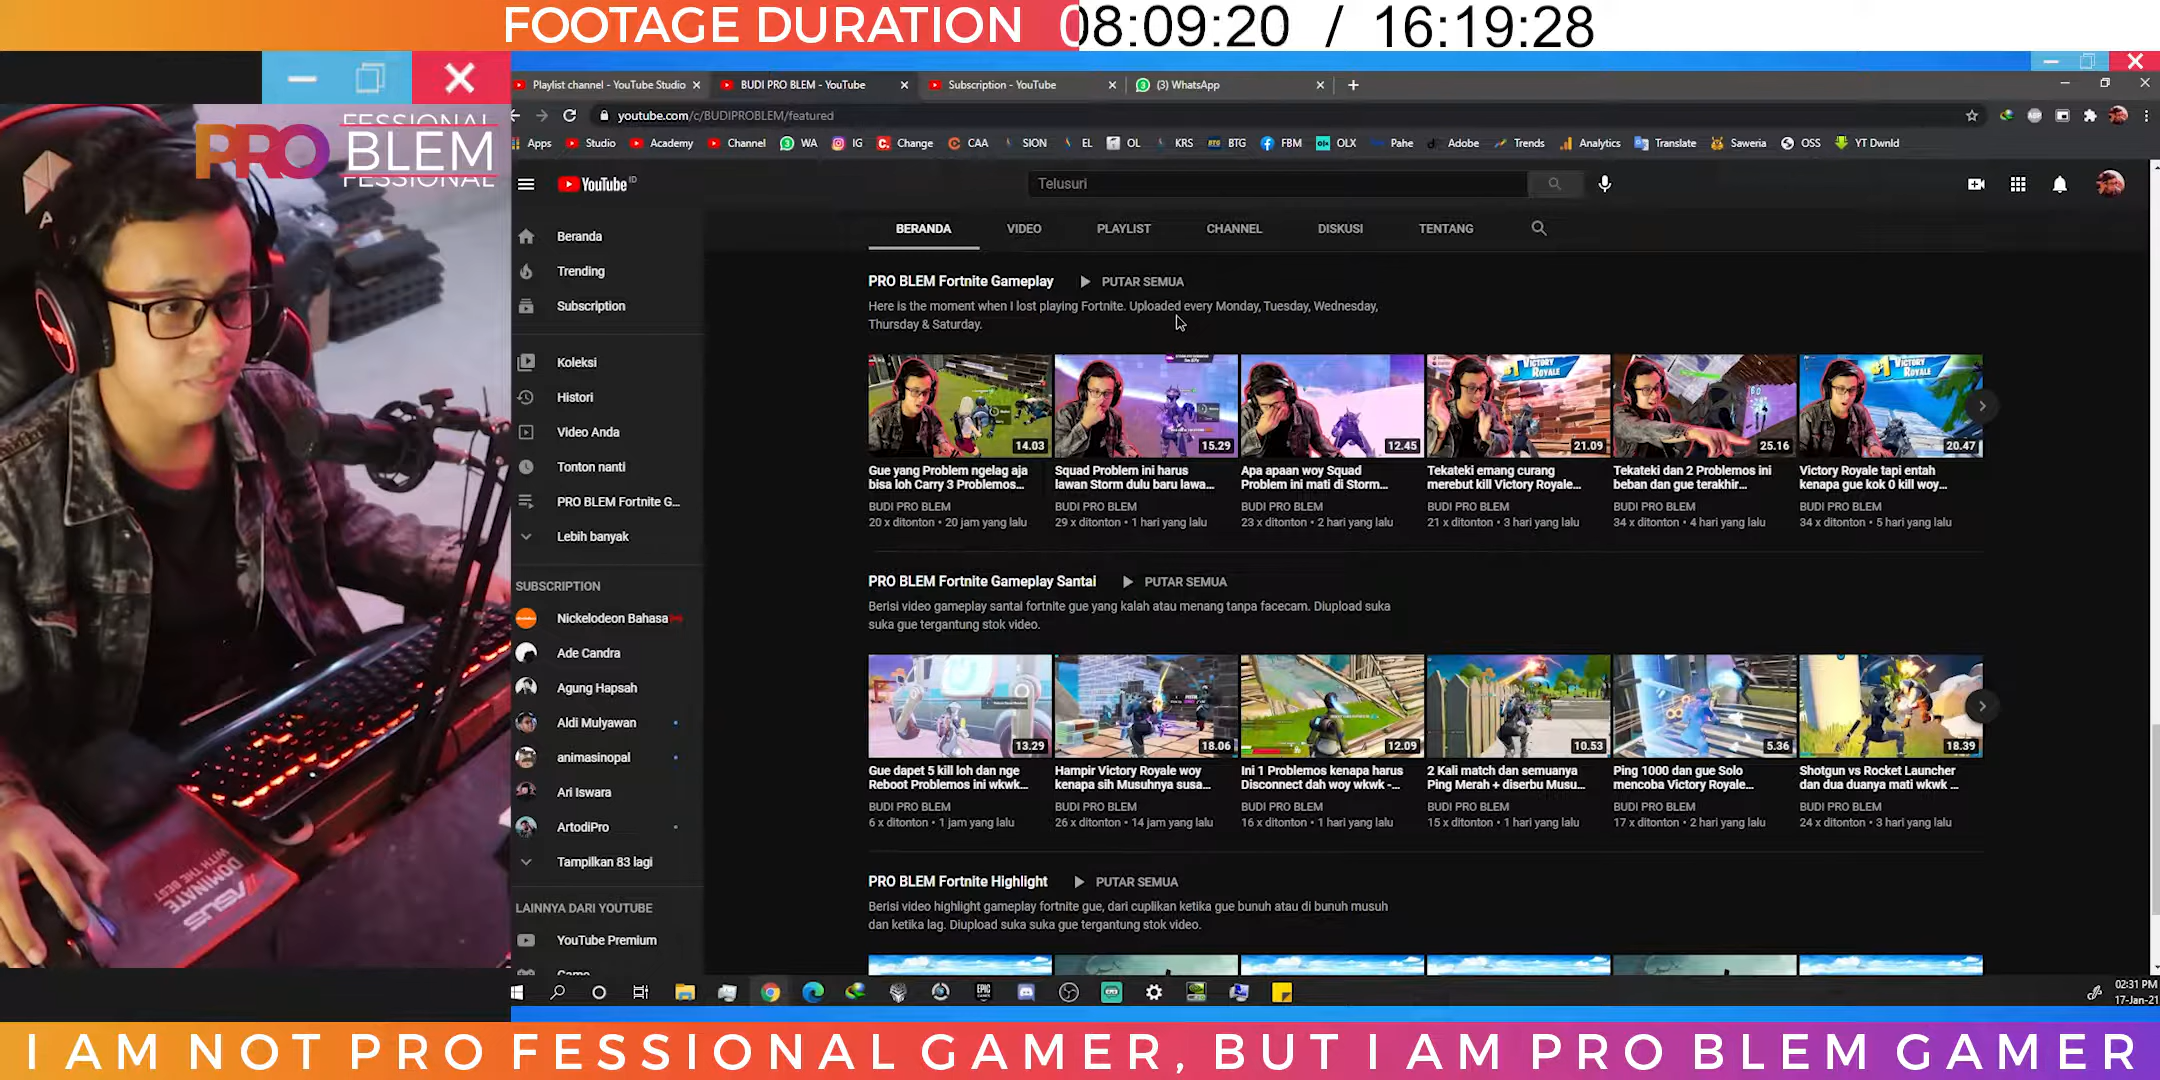 FOOTAGE DURATION 08:09:20 / 16:19:28
Playlist channel - YouTube Studio
BUDI PRO BLEM - YouTube
Subscription - YouTube
(3) WhatsApp
youtube.com/c/BUDIPROBLEM/featured
Apps Studio Academy Channel WA IG Change CAA SION EL OL KRS BTG FBM OLX Pahe Adobe Trends Analytics Translate Saweria OSS YT Dwnld
FESSIONAL
PRO BLEM
FESSIONAL
YouTube ID
Telusuri
BERANDA VIDEO PLAYLIST CHANNEL DISKUSI TENTANG
Beranda
Trending
Subscription
Koleksi
Histori
Video Anda
Tonton nanti
PRO BLEM Fortnite G...
Lebih banyak
SUBSCRIPTION
Nickelodeon Bahasa
Ade Candra
Agung Hapsah
Aldi Mulyawan
animasinopal
Ari Iswara
ArtodiPro
Tampilkan 83 lagi
LAINNYA DARI YOUTUBE
YouTube Premium
Game
PRO BLEM Fortnite Gameplay PUTAR SEMUA
Here is the moment when I lost playing Fortnite. Uploaded every Monday, Tuesday, Wednesday,
Thursday & Saturday.
14.03
15.29
12.45
VICTORY
ROYALE
21.09
25.16
#1 VICTORY
ROYALE
20.47
Gue yang Problem ngelag aja
bisa loh Carry 3 Problemos...
BUDI PRO BLEM
20 x ditonton • 20 jam yang lalu
Squad Problem ini harus
lawan Storm dulu baru lawa...
BUDI PRO BLEM
29 x ditonton • 1 hari yang lalu
Apa apaan woy Squad
Problem ini mati di Storm...
BUDI PRO BLEM
23 x ditonton • 2 hari yang lalu
Tekateki emang curang
merebut kill Victory Royale...
BUDI PRO BLEM
21 x ditonton • 3 hari yang lalu
Tekateki dan 2 Problemos ini
beban dan gue terakhir...
BUDI PRO BLEM
34 x ditonton • 4 hari yang lalu
Victory Royale tapi entah
kenapa gue kok 0 kill woy...
BUDI PRO BLEM
34 x ditonton • 5 hari yang lalu
PRO BLEM Fortnite Gameplay Santai PUTAR SEMUA
Berisi video gameplay santai fortnite gue yang kalah atau menang tanpa facecam. Diupload suka
suka gue tergantung stok video.
13.29
18.06
12.09
10.53
5.36
18.39
Gue dapet 5 kill loh dan nge
Reboot Problemos ini wkwk...
BUDI PRO BLEM
6 x ditonton • 1 jam yang lalu
Hampir Victory Royale woy
kenapa sih Musuhnya susa...
BUDI PRO BLEM
26 x ditonton • 14 jam yang lalu
Ini 1 Problemos kenapa harus
Disconnect dah woy wkwk -...
BUDI PRO BLEM
16 x ditonton • 1 hari yang lalu
2 Kali match dan semuanya
Ping Merah + diserbu Musu...
BUDI PRO BLEM
15 x ditonton • 1 hari yang lalu
Ping 1000 dan gue Solo
mencoba Victory Royale...
BUDI PRO BLEM
17 x ditonton • 2 hari yang lalu
Shotgun vs Rocket Launcher
dan dua duanya mati wkwk ...
BUDI PRO BLEM
24 x ditonton • 3 hari yang lalu
PRO BLEM Fortnite Highlight PUTAR SEMUA
Berisi video highlight gameplay fortnite gue, dari cuplikan ketika gue bunuh atau di bunuh musuh
dan ketika lag. Diupload suka suka gue tergantung stok video.
ASUS
DOMINATE
WITH THE BEST
EPIC
GAMES
02:31 PM
17-Jan-21
I AM NOT PRO FESSIONAL GAMER, BUT I AM PRO BLEM GAMER